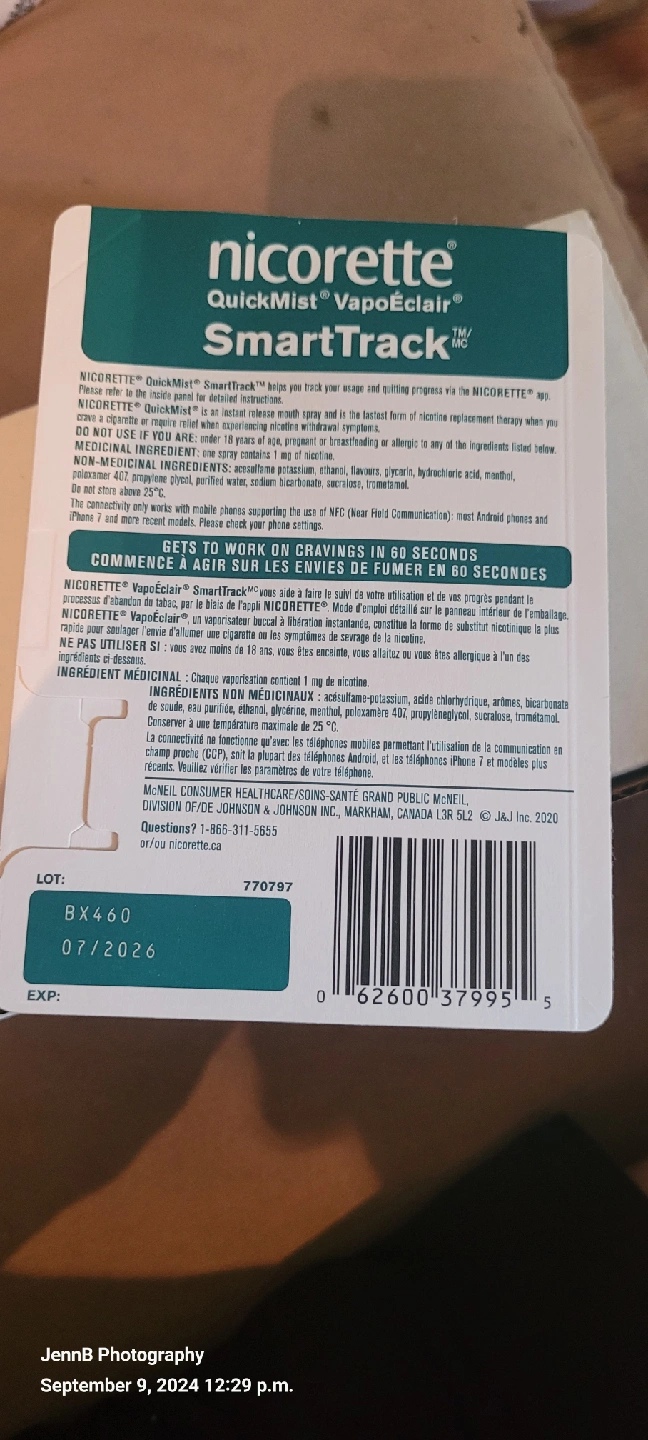 nicorette®
QuickMist® VapoÉclair®
SmartTrack™/MC
NICORETTE® QuickMist® SmartTrack™ helps you track your usage and quitting progress via the NICORETTE® app.
Please refer to the inside panel for detailed instructions.
NICORETTE® QuickMist® is an instant release mouth spray and is the fastest form of nicotine replacement therapy when you
crave a cigarette or require relief when experiencing nicotine withdrawal symptoms.
DO NOT USE IF YOU ARE: under 18 years of age, pregnant or breastfeeding or allergic to any of the ingredients listed below.
MEDICINAL INGREDIENT: one spray contains 1 mg of nicotine.
NON-MEDICINAL INGREDIENTS: acesulfame potassium, ethanol, flavours, glycerin, hydrochloric acid, menthol,
poloxamer 407, propylene glycol, purified water, sodium bicarbonate, sucralose, trometamol.
Do not store above 25°C.
The connectivity only works with mobile phones supporting the use of NFC (Near Field Communication): most Android phones and
iPhone 7 and more recent models. Please check your phone settings.
GETS TO WORK ON CRAVINGS IN 60 SECONDS
COMMENCE À AGIR SUR LES ENVIES DE FUMER EN 60 SECONDES
NICORETTE® VapoÉclair® SmartTrackMC vous aide à faire le suivi de votre utilisation et de vos progrès pendant le
processus d'abandon du tabac, par le biais de l'appli NICORETTE®. Mode d'emploi détaillé sur le panneau intérieur de l'emballage.
NICORETTE® VapoÉclair®, un vaporisateur buccal à libération instantanée, constitue la forme de substitut nicotinique la plus
rapide pour soulager l'envie d'allumer une cigarette ou les symptômes de sevrage de la nicotine.
NE PAS UTILISER SI : vous avez moins de 18 ans, vous êtes enceinte, vous allaitez ou vous êtes allergique à l'un des
ingrédients ci-dessous.
INGRÉDIENT MÉDICINAL : Chaque vaporisation contient 1 mg de nicotine.
INGRÉDIENTS NON MÉDICINAUX : acésulfame-potassium, acide chlorhydrique, arômes, bicarbonate
de soude, eau purifiée, éthanol, glycérine, menthol, poloxamère 407, propylèneglycol, sucralose, trométamol.
Conserver à une température maximale de 25 °C.
La connectivité ne fonctionne qu'avec les téléphones mobiles permettant l'utilisation de la communication en
champ proche (CCP), soit la plupart des téléphones Android, et les téléphones iPhone 7 et modèles plus
récents. Veuillez vérifier les paramètres de votre téléphone.
McNEIL CONSUMER HEALTHCARE/SOINS-SANTÉ GRAND PUBLIC McNEIL,
DIVISION OF/DE JOHNSON & JOHNSON INC., MARKHAM, CANADA L3R 5L2 © J&J Inc. 2020
Questions? 1-866-311-5655
or/ou nicorette.ca
LOT:
770797
BX460
07/2026
EXP:
0 62600 37995 5
JennB Photography
September 9, 2024 12:29 p.m.